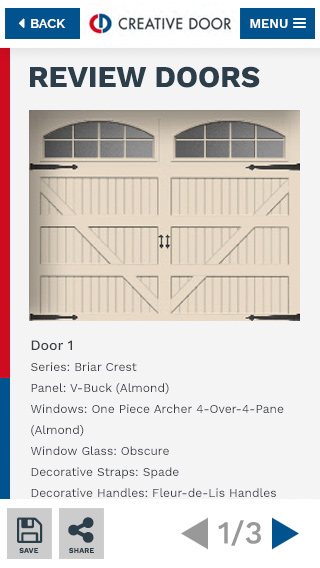 BACK
CREATIVE DOOR
MENU
REVIEW DOORS
Door 1
Series: Briar Crest
Panel: V-Buck (Almond)
Windows: One Piece Archer 4-Over-4-Pane
(Almond)
Window Glass: Obscure
Decorative Straps: Spade
Decorative Handles: Fleur-de-Lis Handles
SAVE
SHARE
1/3